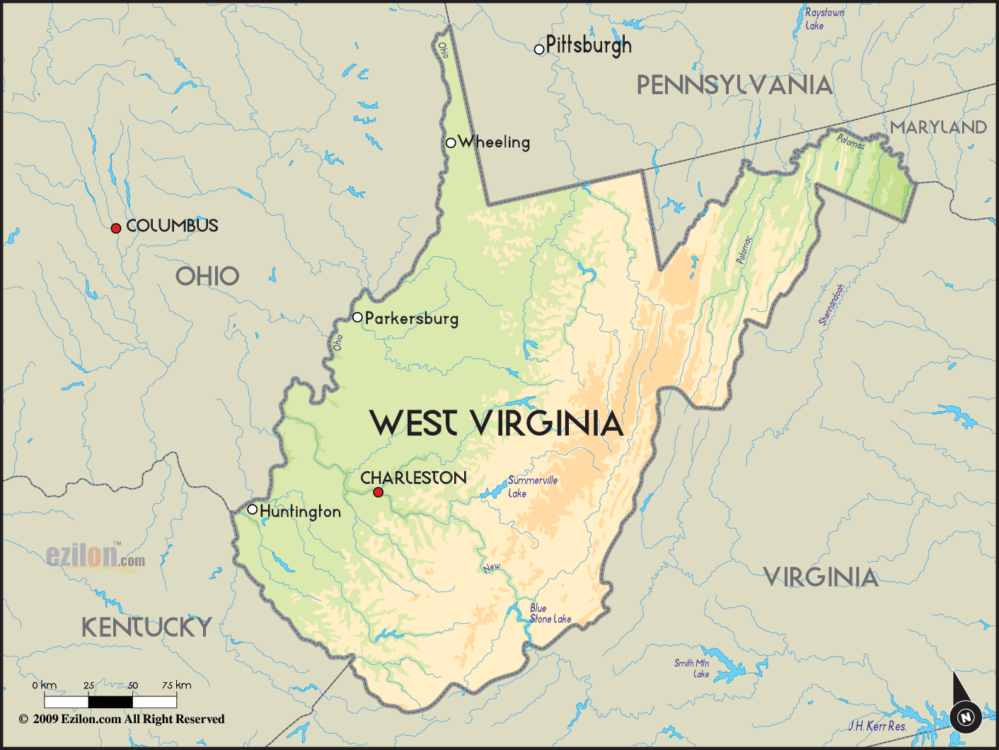 Raystown
Lake
Ohio
Pittsburgh
PENNSYLVANIA
MARYLAND
Potomac
Wheeling
COLUMBUS
OHIO
Potomac
Shennandoah
Parkersburg
Ohio
WEST VIRGINIA
CHARLESTON
Summerville
Lake
Huntington
ezilon.com™
New
VIRGINIA
Blue
Stone Lake
KENTUCKY
Smith Mtn
Lake
0 km 25 50 75 km
© 2009 Ezilon.com All Right Reserved
J.H. Kerr Res.
N